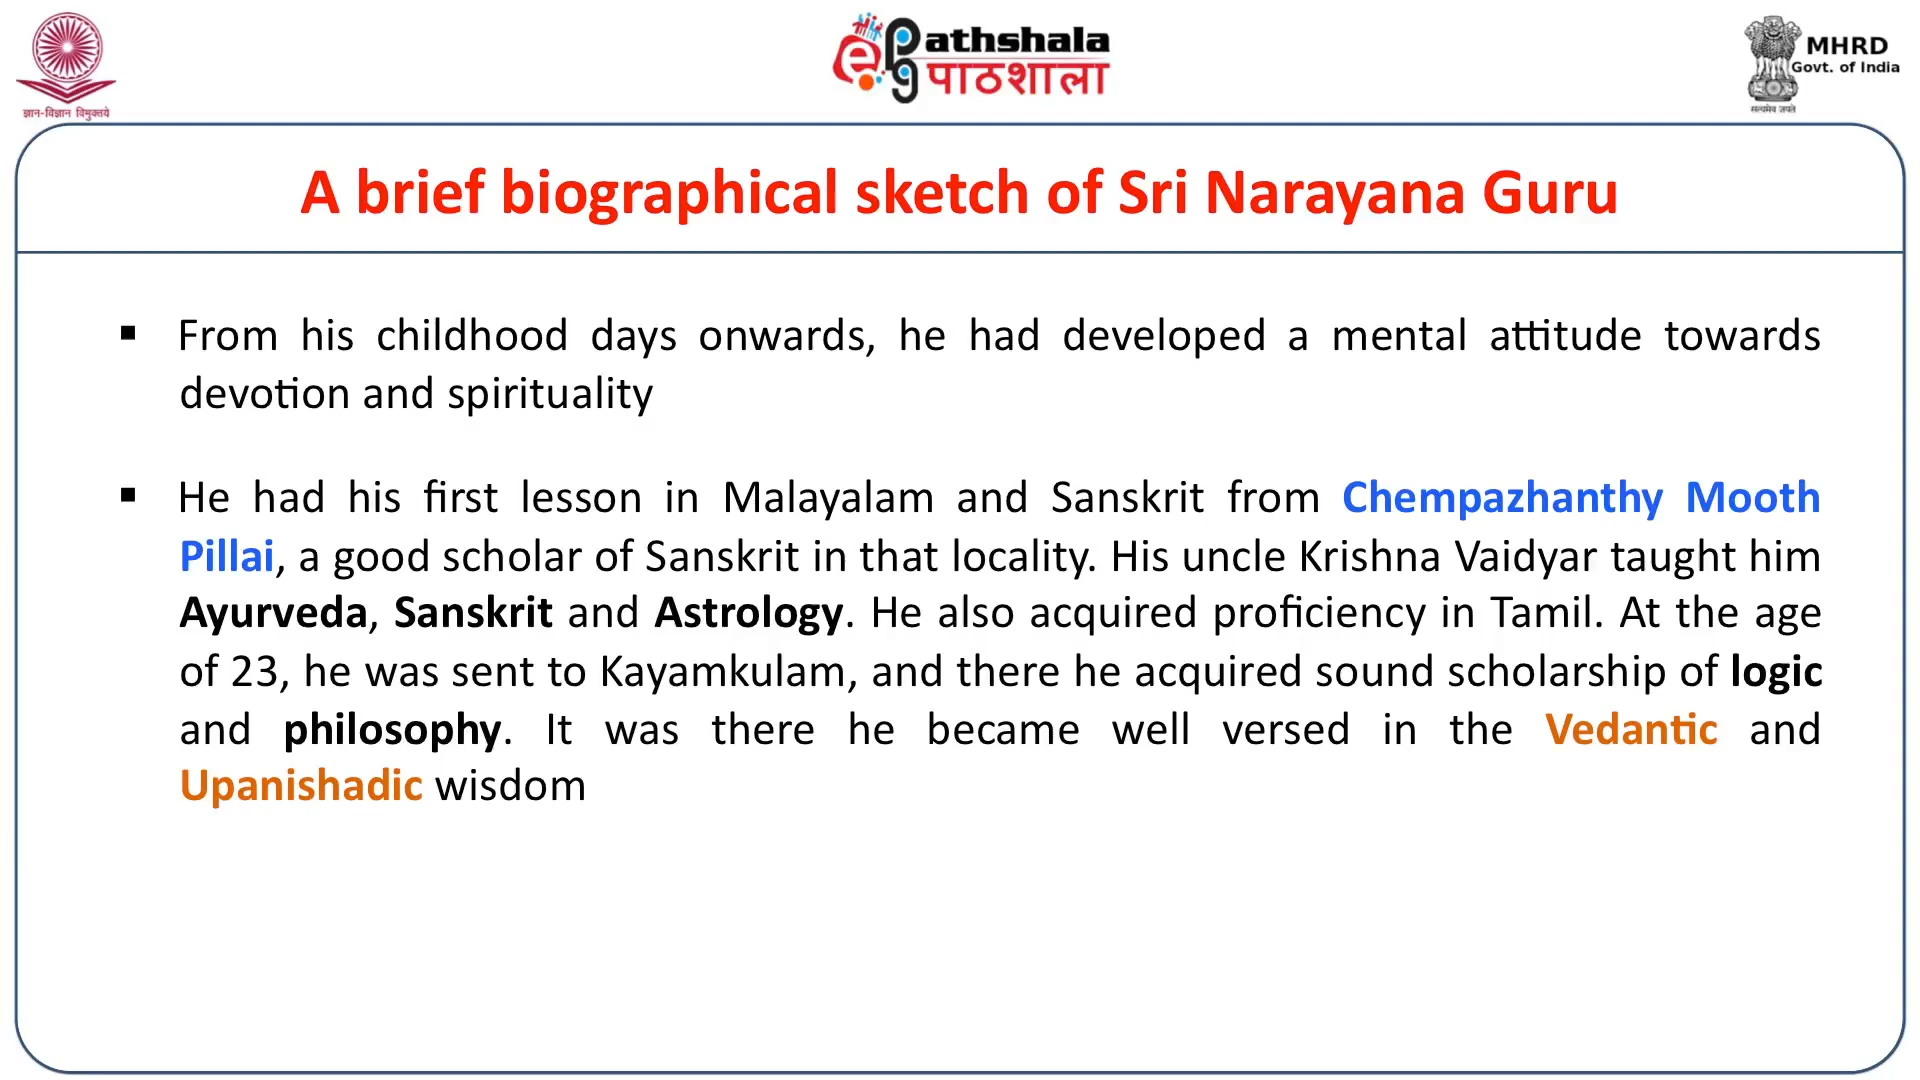 ज्ञान-विज्ञान विमुक्तये
ePathshala
पाठशाला
pg
MHRD
Govt. of India
सत्यमेव जयते
A brief biographical sketch of Sri Narayana Guru
▪ From his childhood days onwards, he had developed a mental attitude towards
devotion and spirituality
▪ He had his first lesson in Malayalam and Sanskrit from Chempazhanthy Mooth
Pillai, a good scholar of Sanskrit in that locality. His uncle Krishna Vaidyar taught him
Ayurveda, Sanskrit and Astrology. He also acquired proficiency in Tamil. At the age
of 23, he was sent to Kayamkulam, and there he acquired sound scholarship of logic
and philosophy. It was there he became well versed in the Vedantic and
Upanishadic wisdom